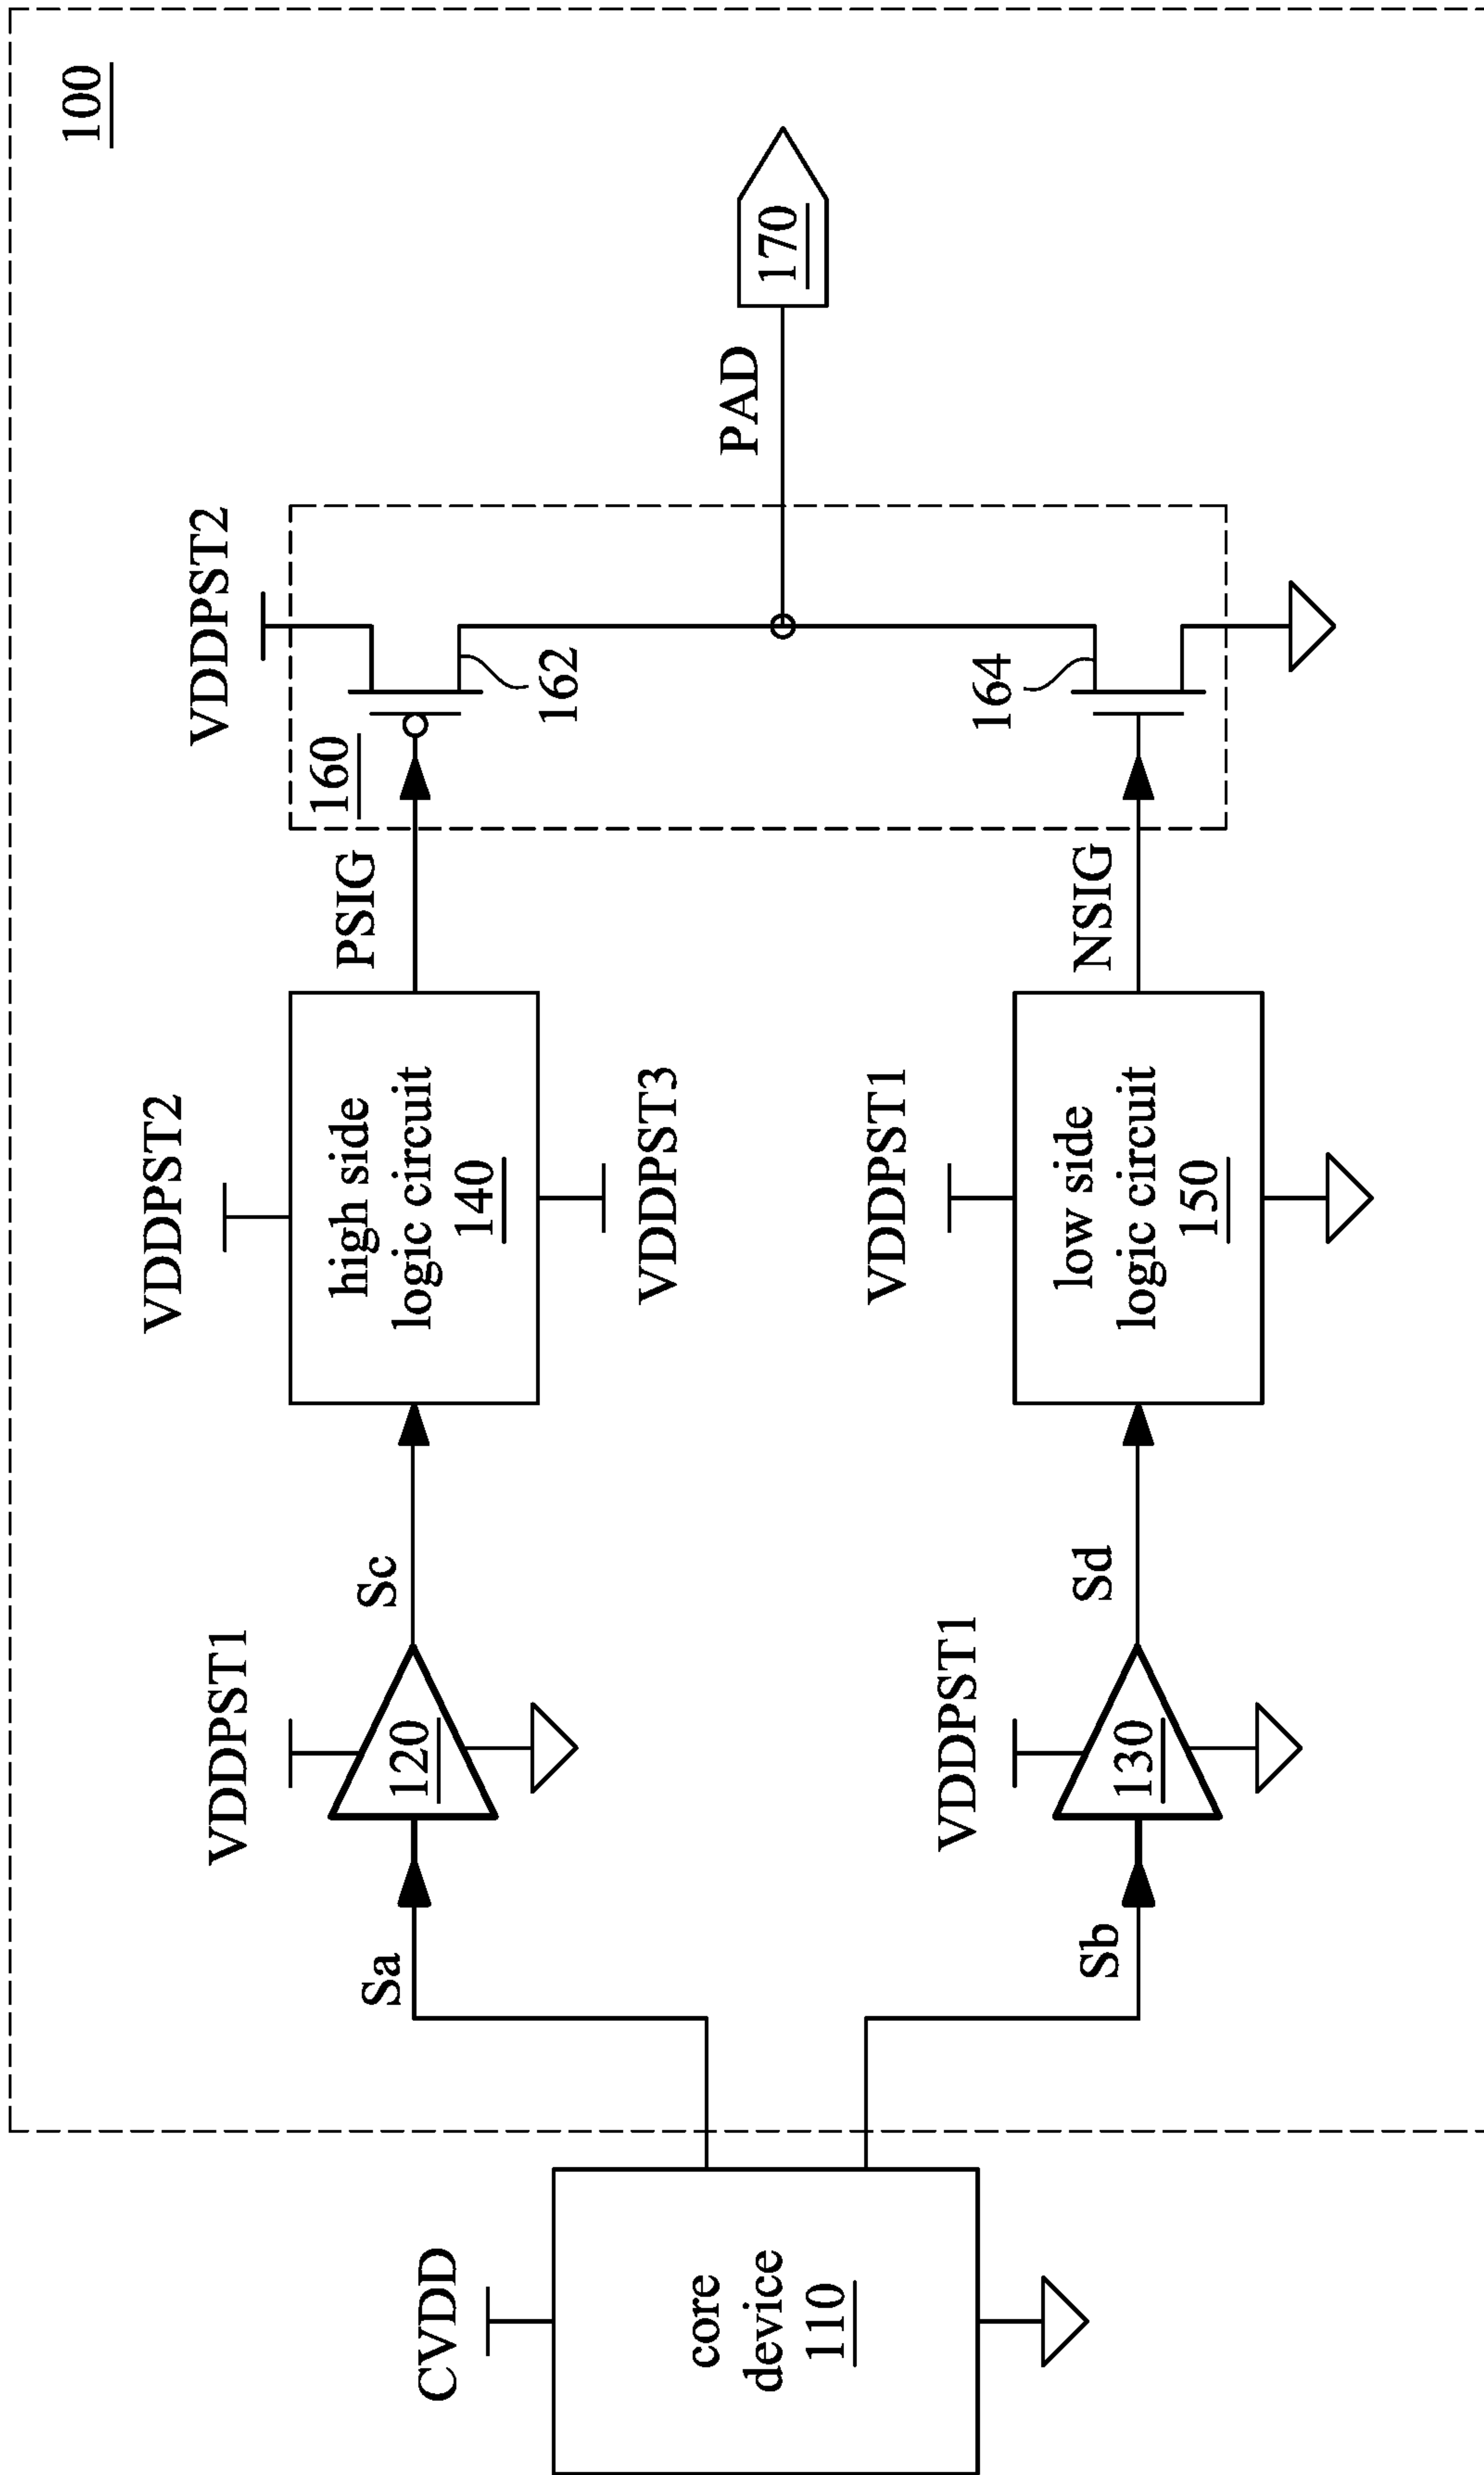 100
VDDPST2
VDDPST2
VDDPST1
160
162
PSIG
high side
logic circuit
140
VDDPST3
Sc
120
Sa
PAD
170
CVDD
core
device
110
VDDPST1
VDDPST1
164
NSIG
low side
logic circuit
150
Sd
130
Sb